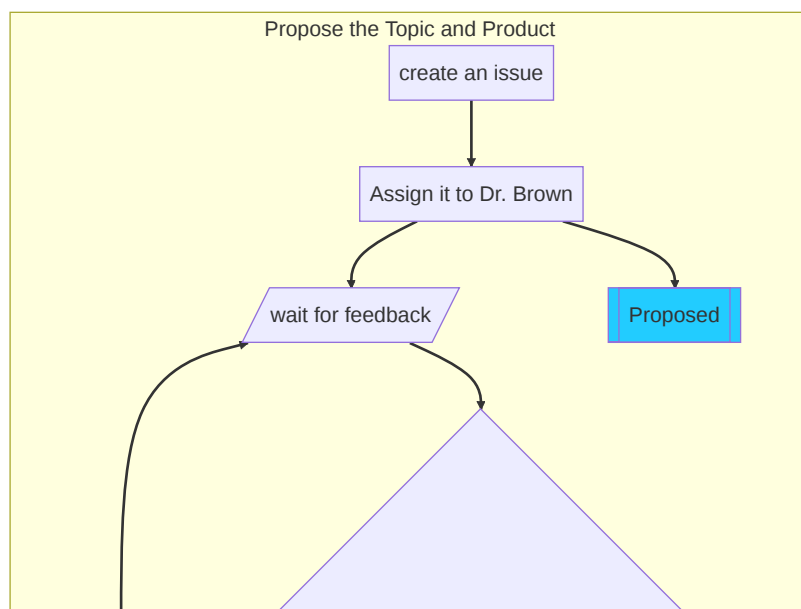 Propose the Topic and Product
create an issue
Assign it to Dr. Brown
wait for feedback
Proposed